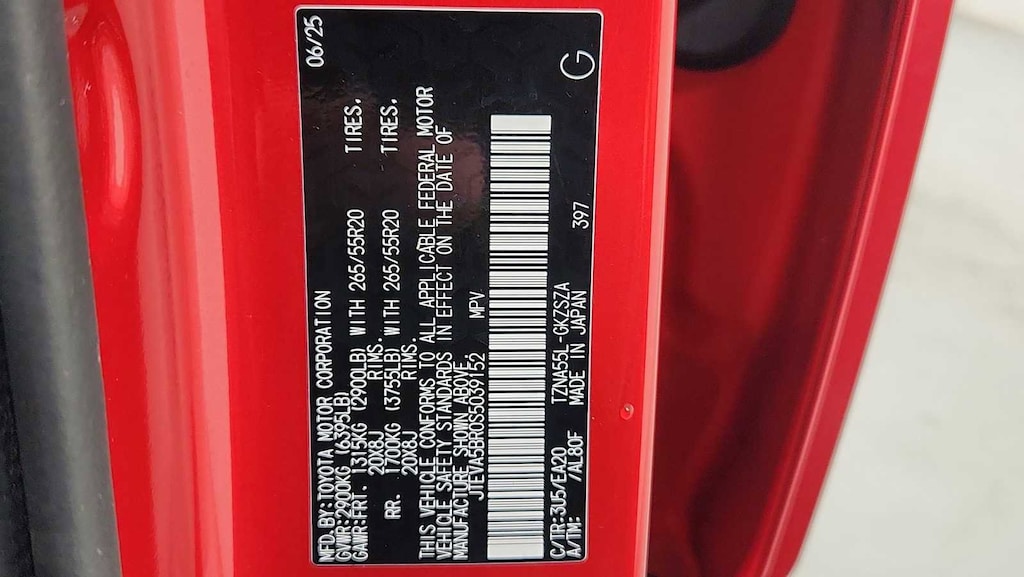 MFD.BY:TOYOTA MOTOR CORPORATION 06/25
GVWR:2900KG (6395LB)
GAWR:FRT. 1315KG (2900LB) WITH 265/55R20 TIRES.
20X8J RIMS.
RR. 1700KG (3755LB) WITH 265/55R20 TIRES.
20X8J RIMS.
THIS VEHICLE CONFORMS TO ALL APPLICABLE FEDERAL MOTOR
VEHICLE SAFETY STANDARDS IN EFFECT ON THE DATE OF
MANUFACTURE SHOWN ABOVE.
JTEVA5BR0S5039152 MPV
C/TR:3U5/EA20 TZNA55L-GKZSZA
A/TM: /AL80F MADE IN JAPAN 397 G